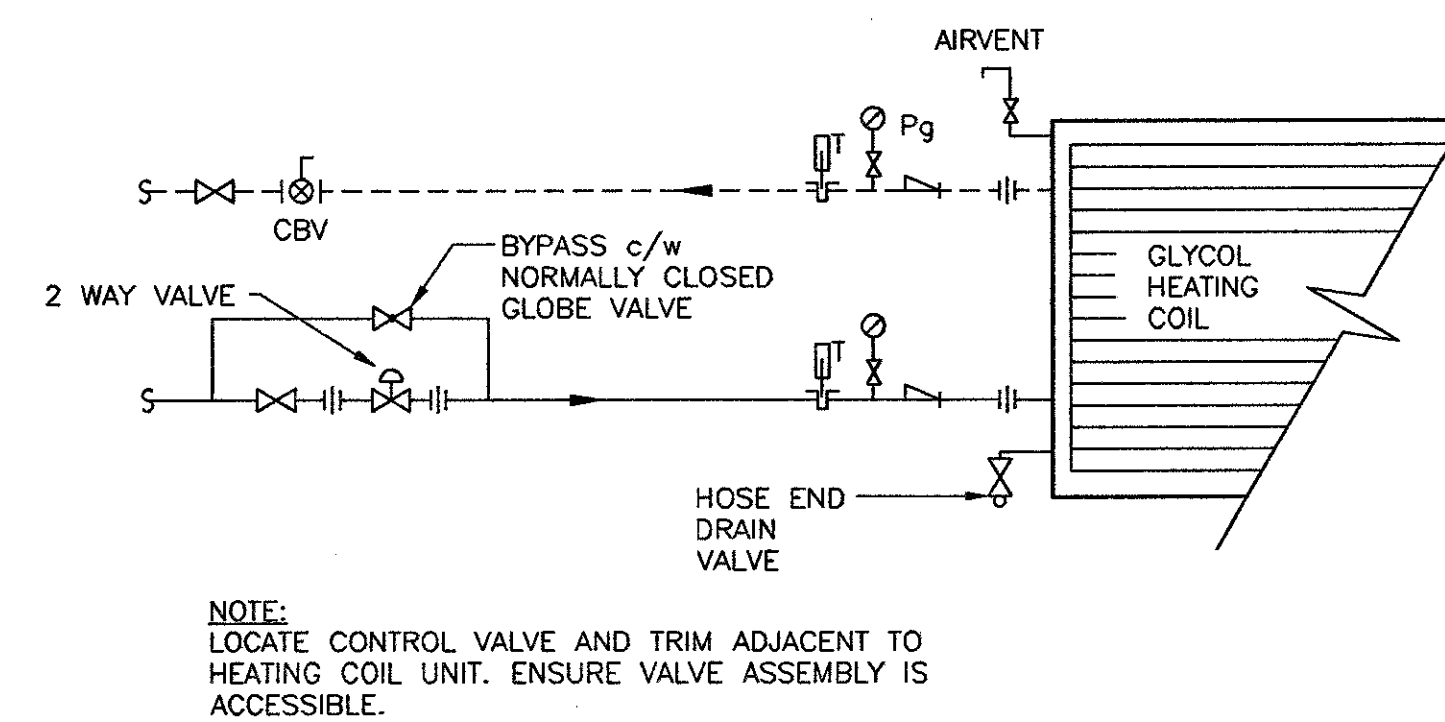 AIRVENT
T
Pg
CBV
BYPASS c/w
NORMALLY CLOSED
GLOBE VALVE
2 WAY VALVE
GLYCOL
HEATING
COIL
T
HOSE END
DRAIN
VALVE
NOTE:
LOCATE CONTROL VALVE AND TRIM ADJACENT TO
HEATING COIL UNIT. ENSURE VALVE ASSEMBLY IS
ACCESSIBLE.